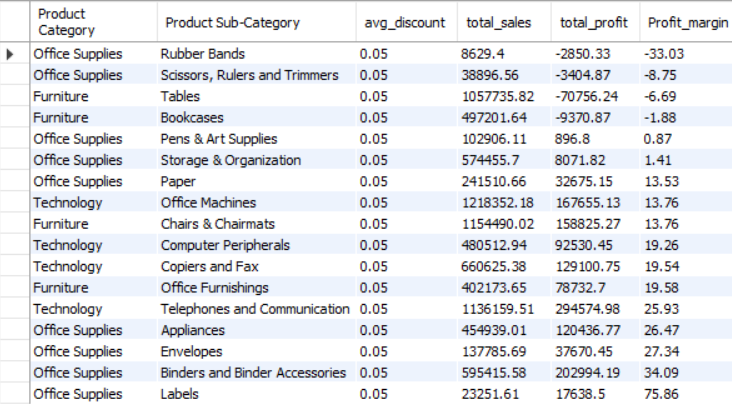 Product Category Product Sub-Category avg_discount total_sales total_profit Profit_margin
Office Supplies Rubber Bands 0.05 8629.4 -2850.33 -33.03
Office Supplies Scissors, Rulers and Trimmers 0.05 38896.56 -3404.87 -8.75
Furniture Tables 0.05 1057735.82 -70756.24 -6.69
Furniture Bookcases 0.05 497201.64 -9370.87 -1.88
Office Supplies Pens & Art Supplies 0.05 102906.11 896.8 0.87
Office Supplies Storage & Organization 0.05 574455.7 8071.82 1.41
Office Supplies Paper 0.05 241510.66 32675.15 13.53
Technology Office Machines 0.05 1218352.18 167655.13 13.76
Furniture Chairs & Chairmats 0.05 1154490.02 158825.27 13.76
Technology Computer Peripherals 0.05 480512.94 92530.45 19.26
Technology Copiers and Fax 0.05 660625.38 129100.75 19.54
Furniture Office Furnishings 0.05 402173.65 78732.7 19.58
Technology Telephones and Communication 0.05 1136159.51 294574.98 25.93
Office Supplies Appliances 0.05 454939.01 120436.77 26.47
Office Supplies Envelopes 0.05 137785.69 37670.45 27.34
Office Supplies Binders and Binder Accessories 0.05 595415.58 202994.19 34.09
Office Supplies Labels 0.05 23251.61 17638.5 75.86